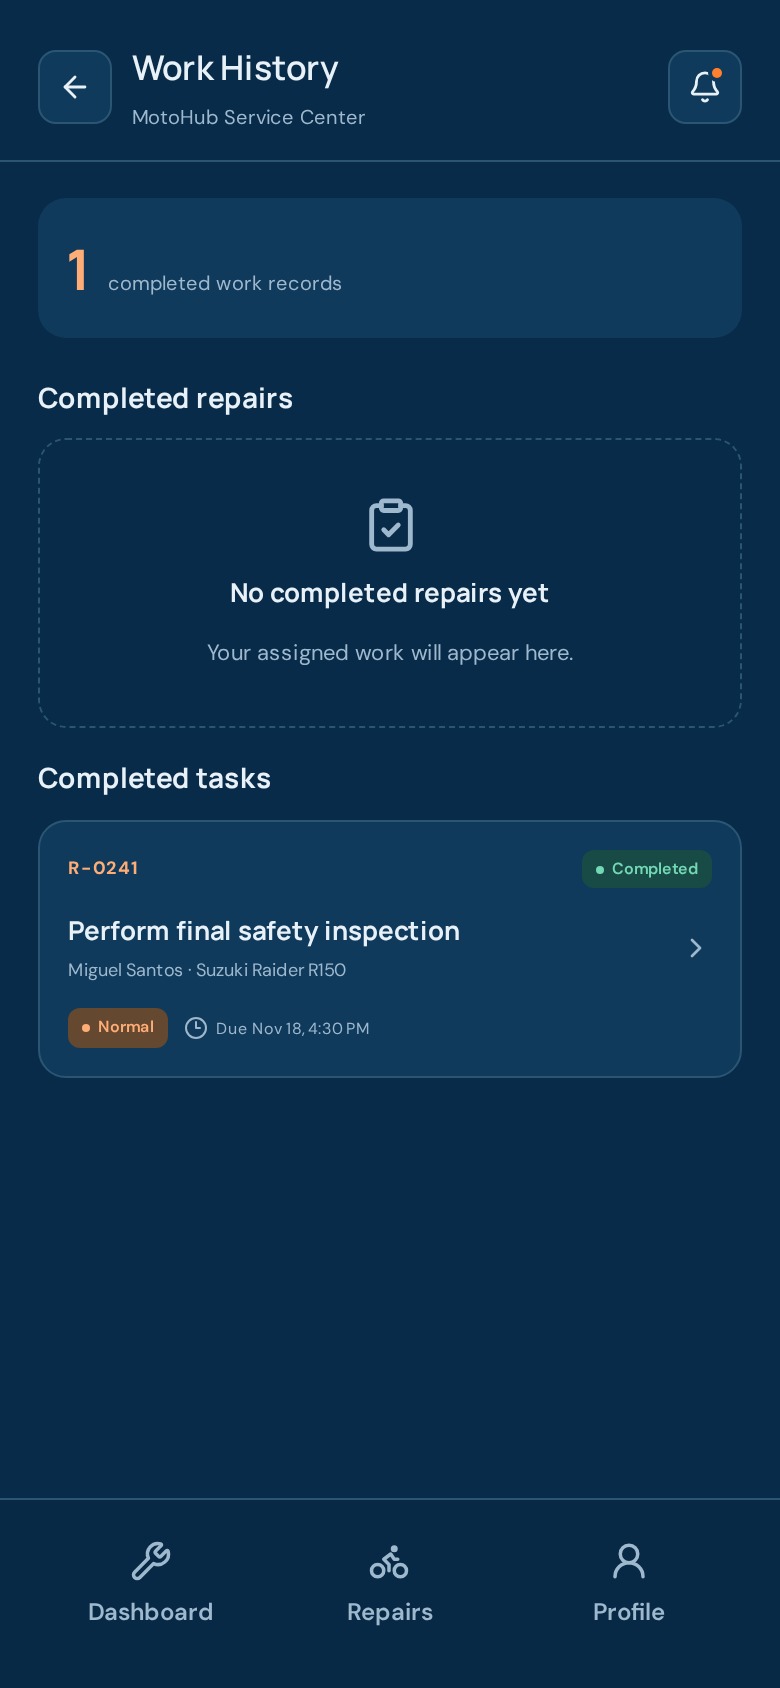 Work History
MotoHub Service Center
1 completed work records
Completed repairs
No completed repairs yet
Your assigned work will appear here.
Completed tasks
R-0241
Completed
Perform final safety inspection
Miguel Santos · Suzuki Raider R150
Normal
Due Nov 18, 4:30 PM
Dashboard
Repairs
Profile